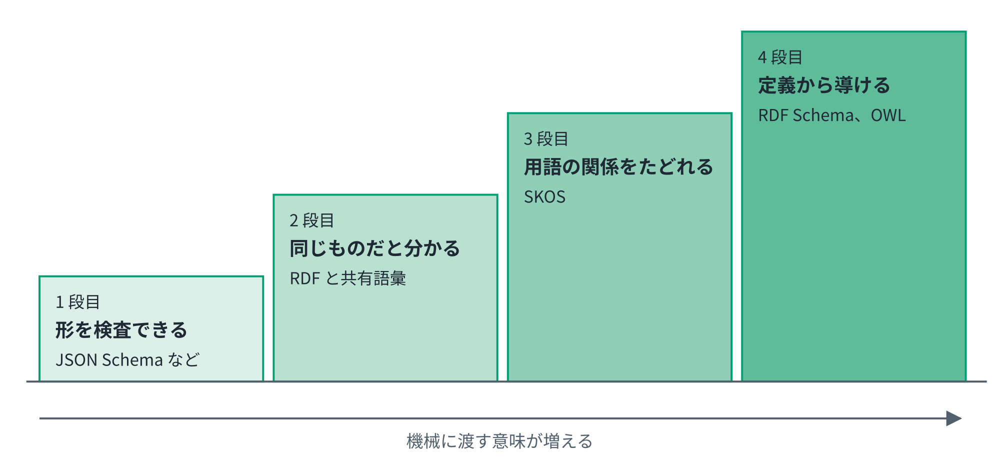 1 段目
形を検査できる
JSON Schema など
2 段目
同じものだと分かる
RDF と共有語彙
3 段目
用語の関係をたどれる
SKOS
4 段目
定義から導ける
RDF Schema、OWL
機械に渡す意味が増える